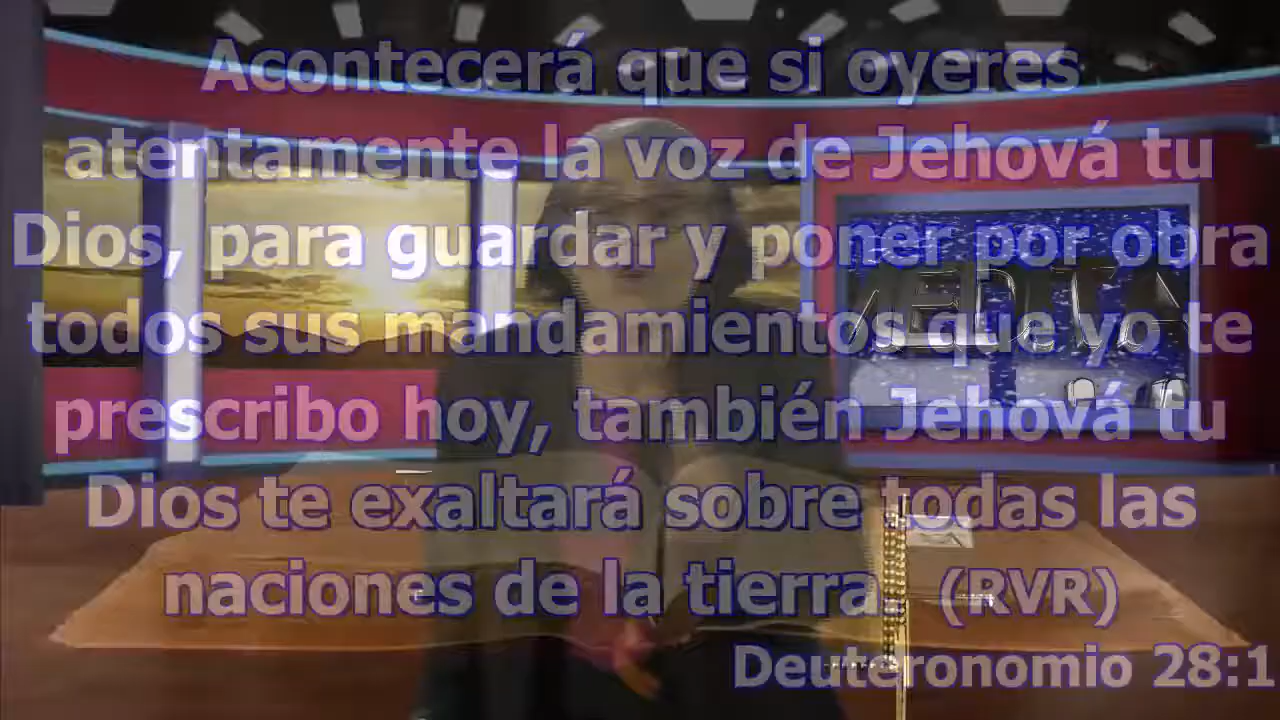 Acontecerá que si oyeres
atentamente la voz de Jehová tu
Dios, para guardar y poner por obra
todos sus mandamientos que yo te
prescribo hoy, también Jehová tu
Dios te exaltará sobre todas las
naciones de la tierra. (RVR)
Deuteronomio 28:1